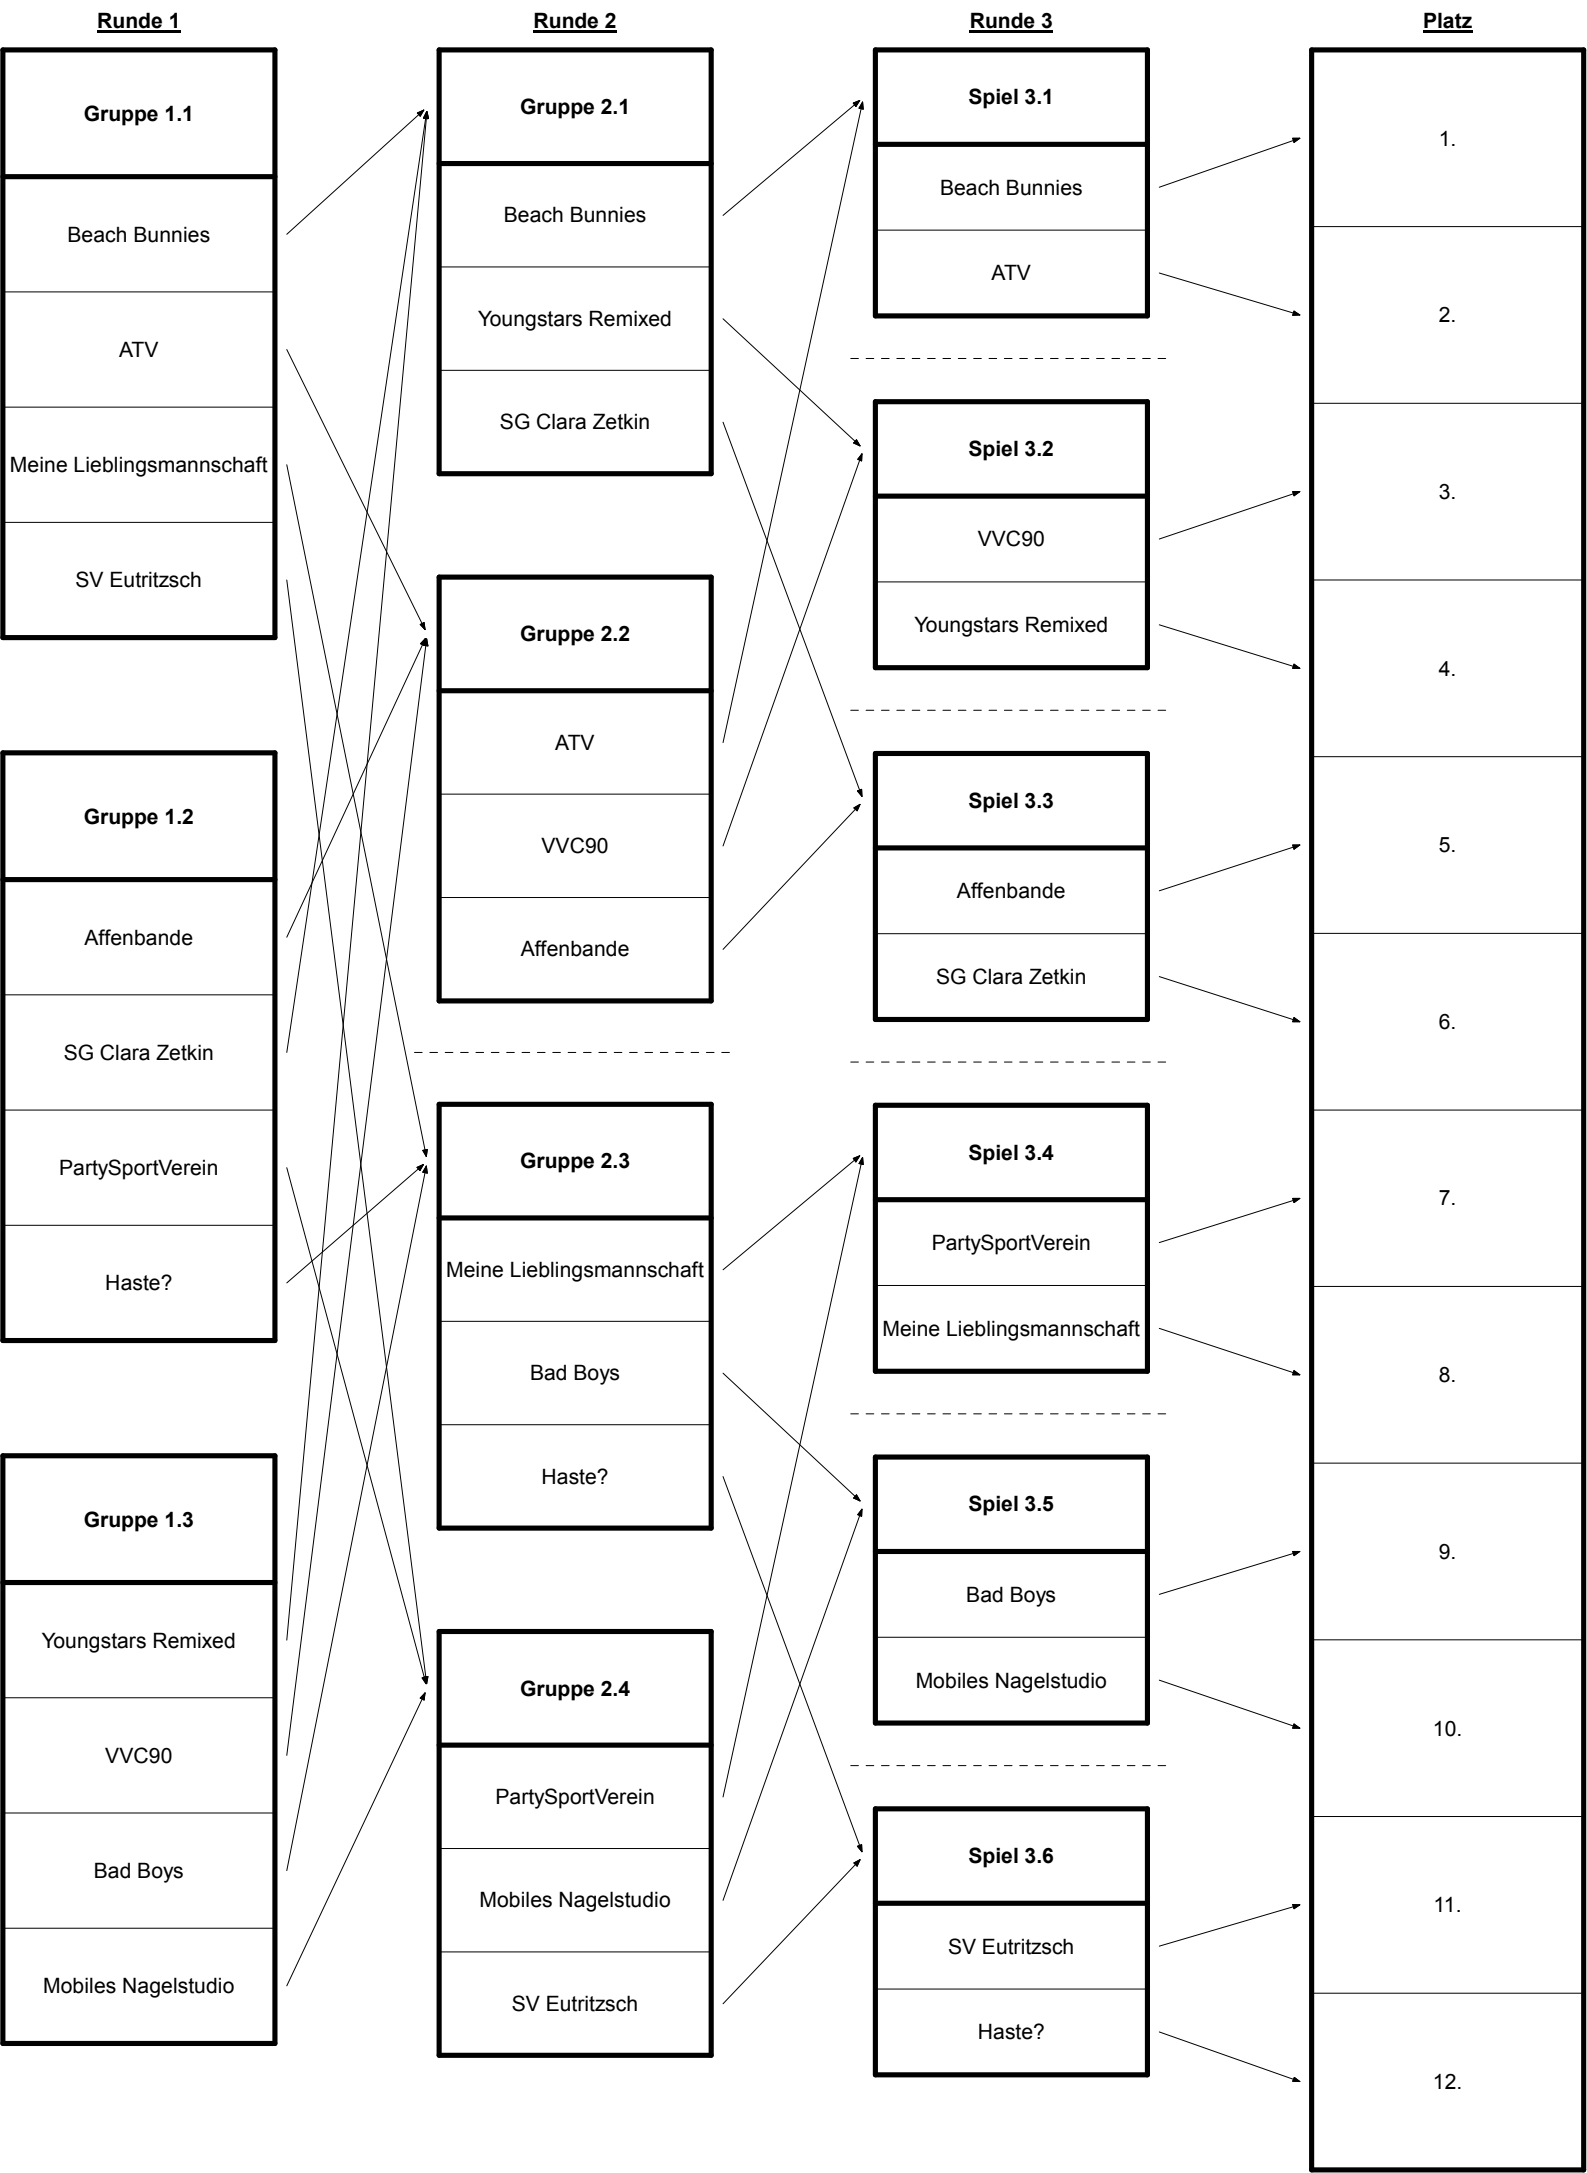 Runde 1
Gruppe 1.1
Beach Bunnies
ATV
Meine Lieblingsmannschaft
SV Eutritzsch
Gruppe 1.2
Affenbande
SG Clara Zetkin
PartySportVerein
Haste?
Gruppe 1.3
Youngstars Remixed
VVC90
Bad Boys
Mobiles Nagelstudio
Runde 2
Gruppe 2.1
Beach Bunnies
Youngstars Remixed
SG Clara Zetkin
Gruppe 2.2
ATV
VVC90
Affenbande
Gruppe 2.3
Meine Lieblingsmannschaft
Bad Boys
Haste?
Gruppe 2.4
PartySportVerein
Mobiles Nagelstudio
SV Eutritzsch
Runde 3
Spiel 3.1
Beach Bunnies
ATV
Spiel 3.2
VVC90
Youngstars Remixed
Spiel 3.3
Affenbande
SG Clara Zetkin
Spiel 3.4
PartySportVerein
Meine Lieblingsmannschaft
Spiel 3.5
Bad Boys
Mobiles Nagelstudio
Spiel 3.6
SV Eutritzsch
Haste?
Platz
1.
2.
3.
4.
5.
6.
7.
8.
9.
10.
11.
12.